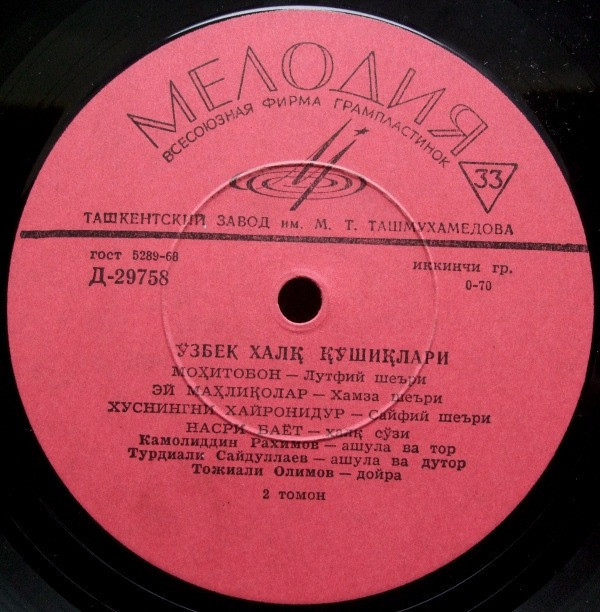 МЕЛОДИЯ
ВСЕСОЮЗНАЯ ФИРМА ГРАМПЛАСТИНОК
33
ТАШКЕНТСКИЙ ЗАВОД им. М. Т. ТАШМУХАМЕДОВА
гост 5289-68
иккинчи гр.
Д-29758
0-70
ЎЗБЕК ХАЛҚ ҚЎШИҚЛАРИ
МОҲИТОБОН — Лутфий шеъри
ЭЙ МАҲЛИҚОЛАР — Хамза шеъри
ХУСНИНГНИ ХАЙРОНИДУР — Сайфий шеъри
НАСРИ БАЁТ — халқ сўзи
Камолиддин Рахимов — ашула ва тор
Турдиали Сайдуллаев — ашула ва дутор
Тожиали Олимов — дойра
2 томон